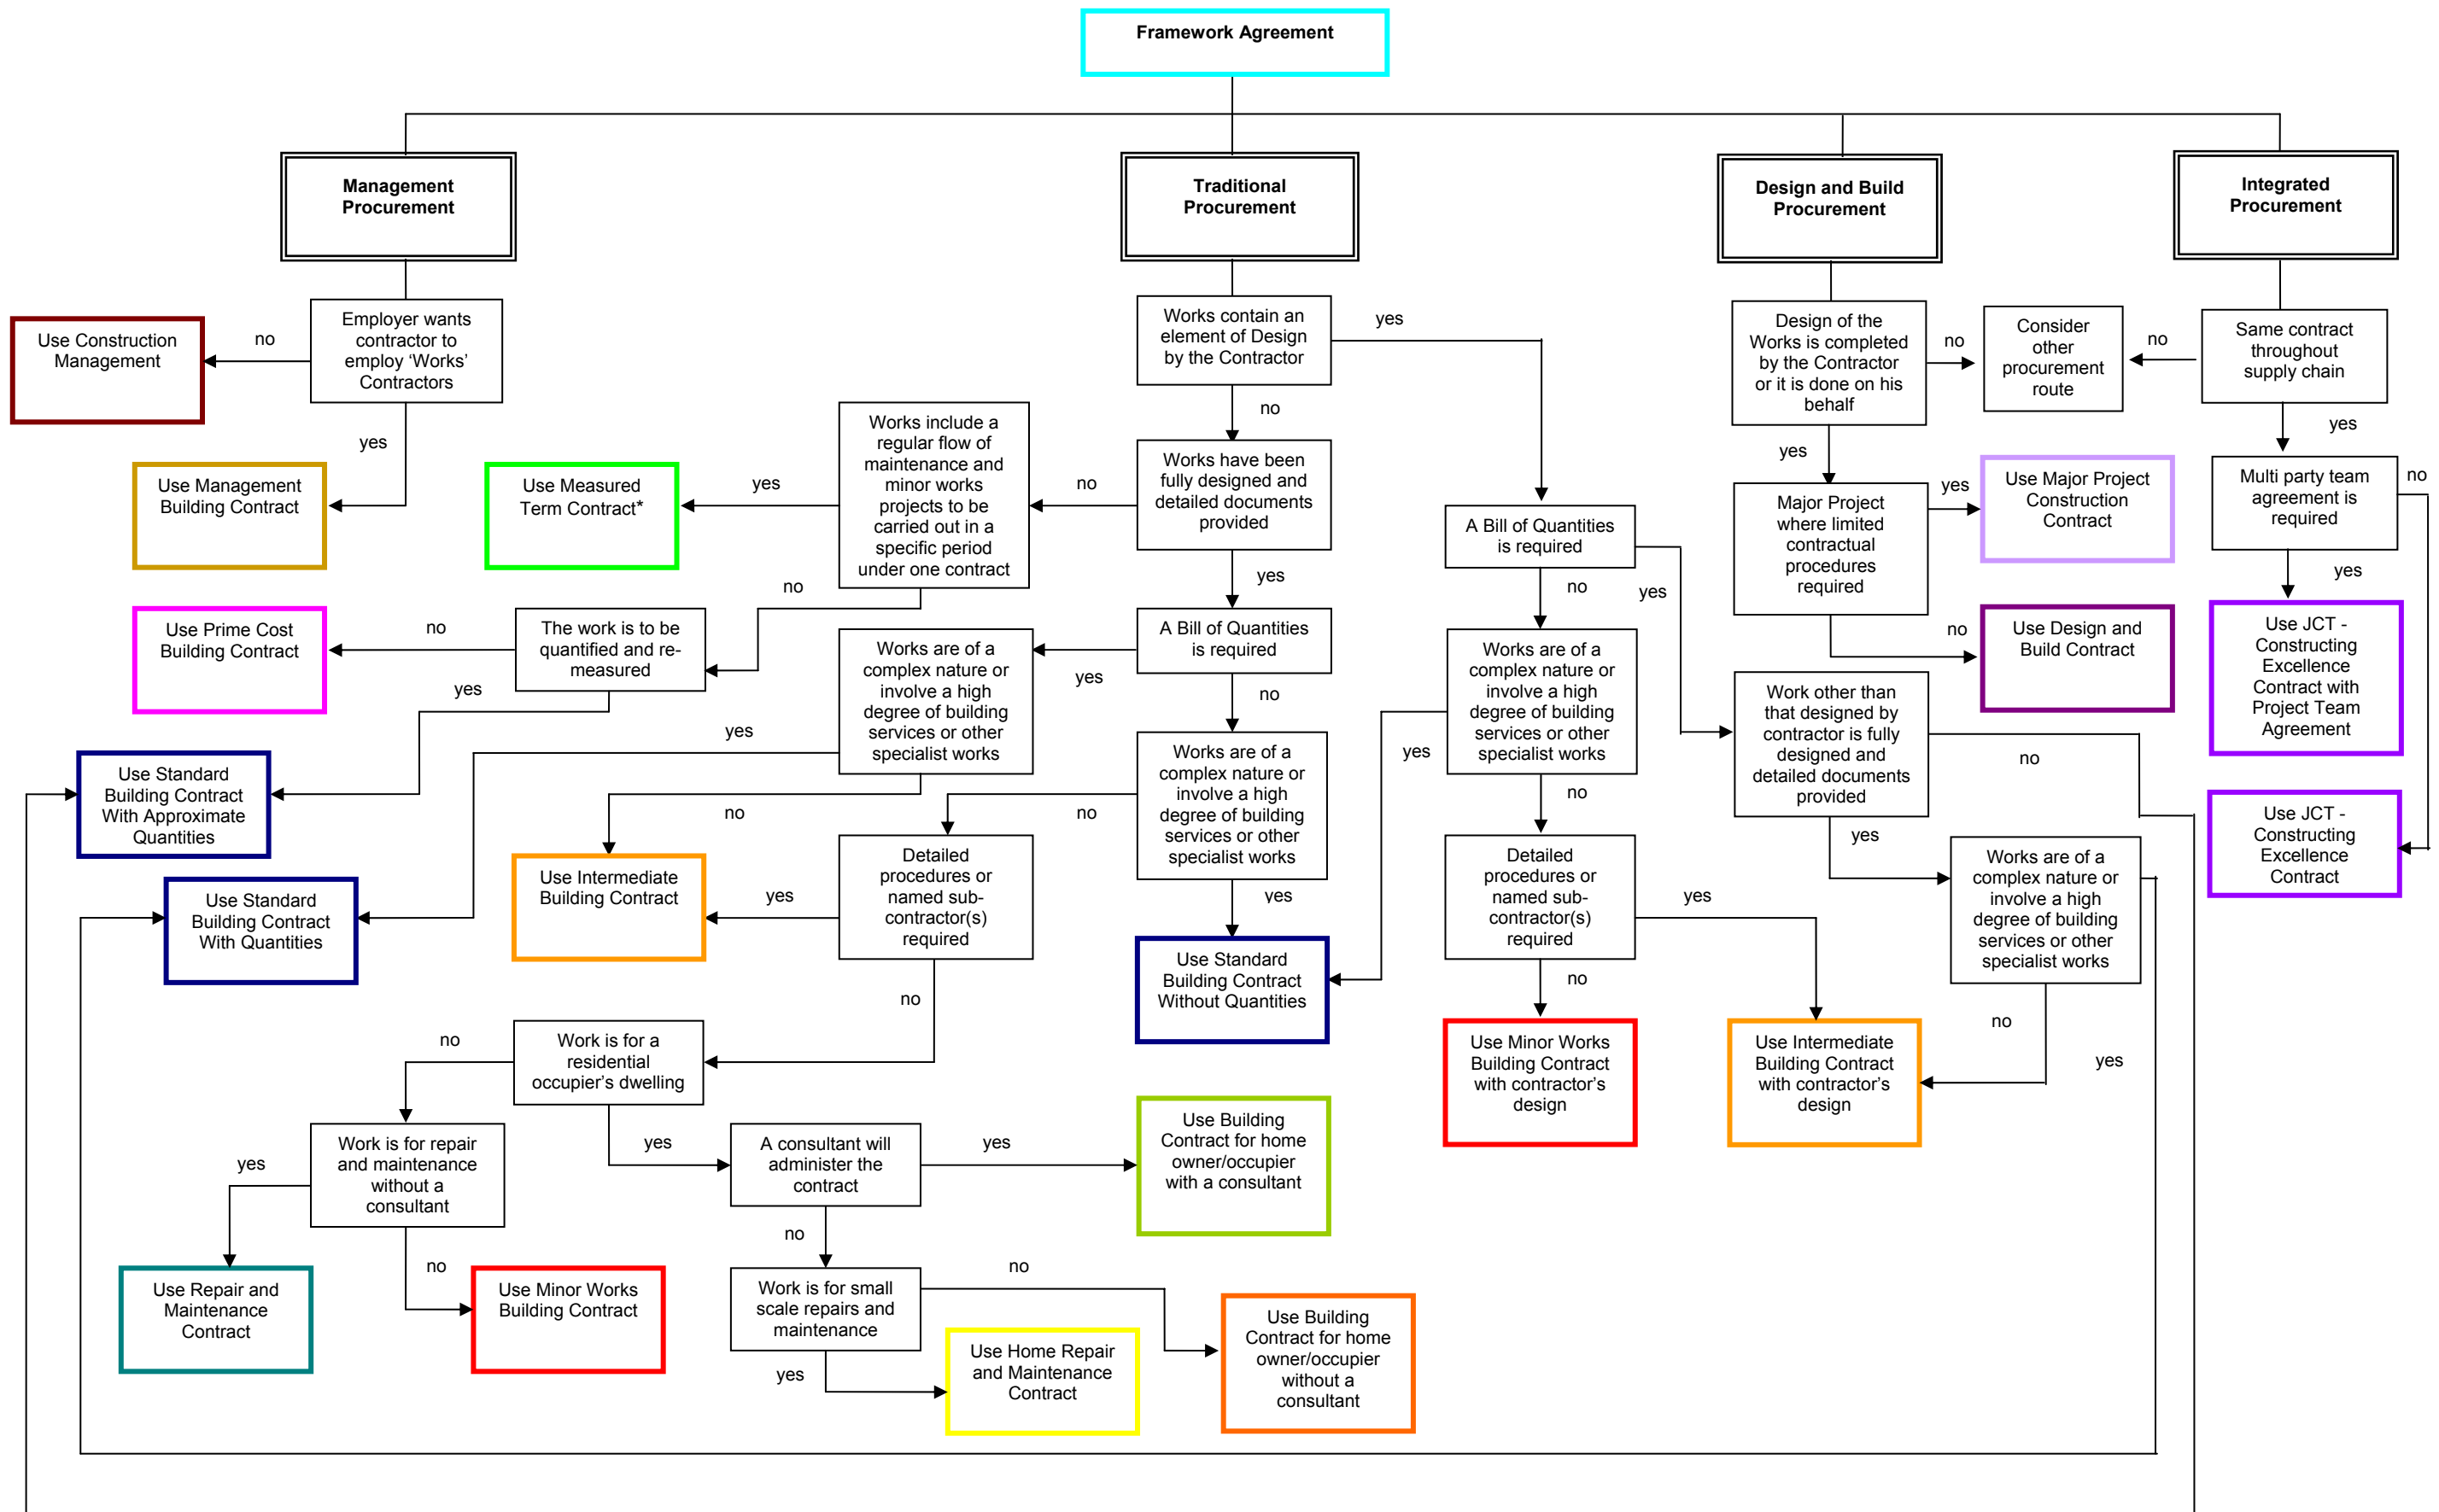 Framework Agreement
Management
Procurement
Traditional
Procurement
Design and Build
Procurement
Integrated
Procurement
Employer wants
contractor to
employ ‘Works’
Contractors
no
Use Construction
Management
yes
Use Management
Building Contract
Works contain an
element of Design
by the Contractor
yes
no
Works have been
fully designed and
detailed documents
provided
no
Works include a
regular flow of
maintenance and
minor works
projects to be
carried out in a
specific period
under one contract
yes
Use Measured
Term Contract*
no
The work is to be
quantified and re-
measured
no
Use Prime Cost
Building Contract
yes
Use Standard
Building Contract
With Approximate
Quantities
yes
A Bill of Quantities
is required
yes
Works are of a
complex nature or
involve a high
degree of building
services or other
specialist works
yes
Use Standard
Building Contract
With Quantities
no
Use Intermediate
Building Contract
no
Works are of a
complex nature or
involve a high
degree of building
services or other
specialist works
yes
Use Standard
Building Contract
Without Quantities
no
Detailed
procedures or
named sub-
contractor(s)
required
yes
no
Work is for a
residential
occupier’s dwelling
no
Work is for repair
and maintenance
without a
consultant
yes
Use Repair and
Maintenance
Contract
no
Use Minor Works
Building Contract
yes
A consultant will
administer the
contract
yes
Use Building
Contract for home
owner/occupier
with a consultant
no
Work is for small
scale repairs and
maintenance
no
Use Building
Contract for home
owner/occupier
without a
consultant
yes
Use Home Repair
and Maintenance
Contract
A Bill of Quantities
is required
no
yes
Works are of a
complex nature or
involve a high
degree of building
services or other
specialist works
yes
no
Detailed
procedures or
named sub-
contractor(s)
required
yes
no
Use Minor Works
Building Contract
with contractor’s
design
Use Intermediate
Building Contract
with contractor’s
design
Work other than
that designed by
contractor is fully
designed and
detailed documents
provided
no
yes
Works are of a
complex nature or
involve a high
degree of building
services or other
specialist works
no
yes
Design of the
Works is completed
by the Contractor
or it is done on his
behalf
no
Consider
other
procurement
route
yes
Major Project
where limited
contractual
procedures
required
yes
Use Major Project
Construction
Contract
no
Use Design and
Build Contract
Same contract
throughout
supply chain
no
yes
Multi party team
agreement is
required
no
yes
Use JCT -
Constructing
Excellence
Contract with
Project Team
Agreement
Use JCT -
Constructing
Excellence
Contract